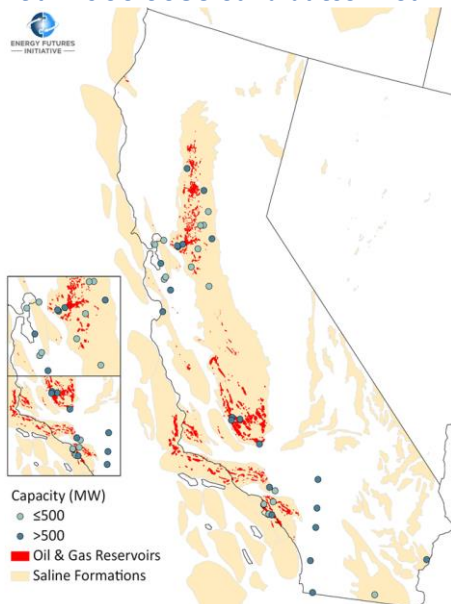 ENERGY FUTURES
INITIATIVE
Capacity (MW)
≤500
>500
Oil & Gas Reservoirs
Saline Formations